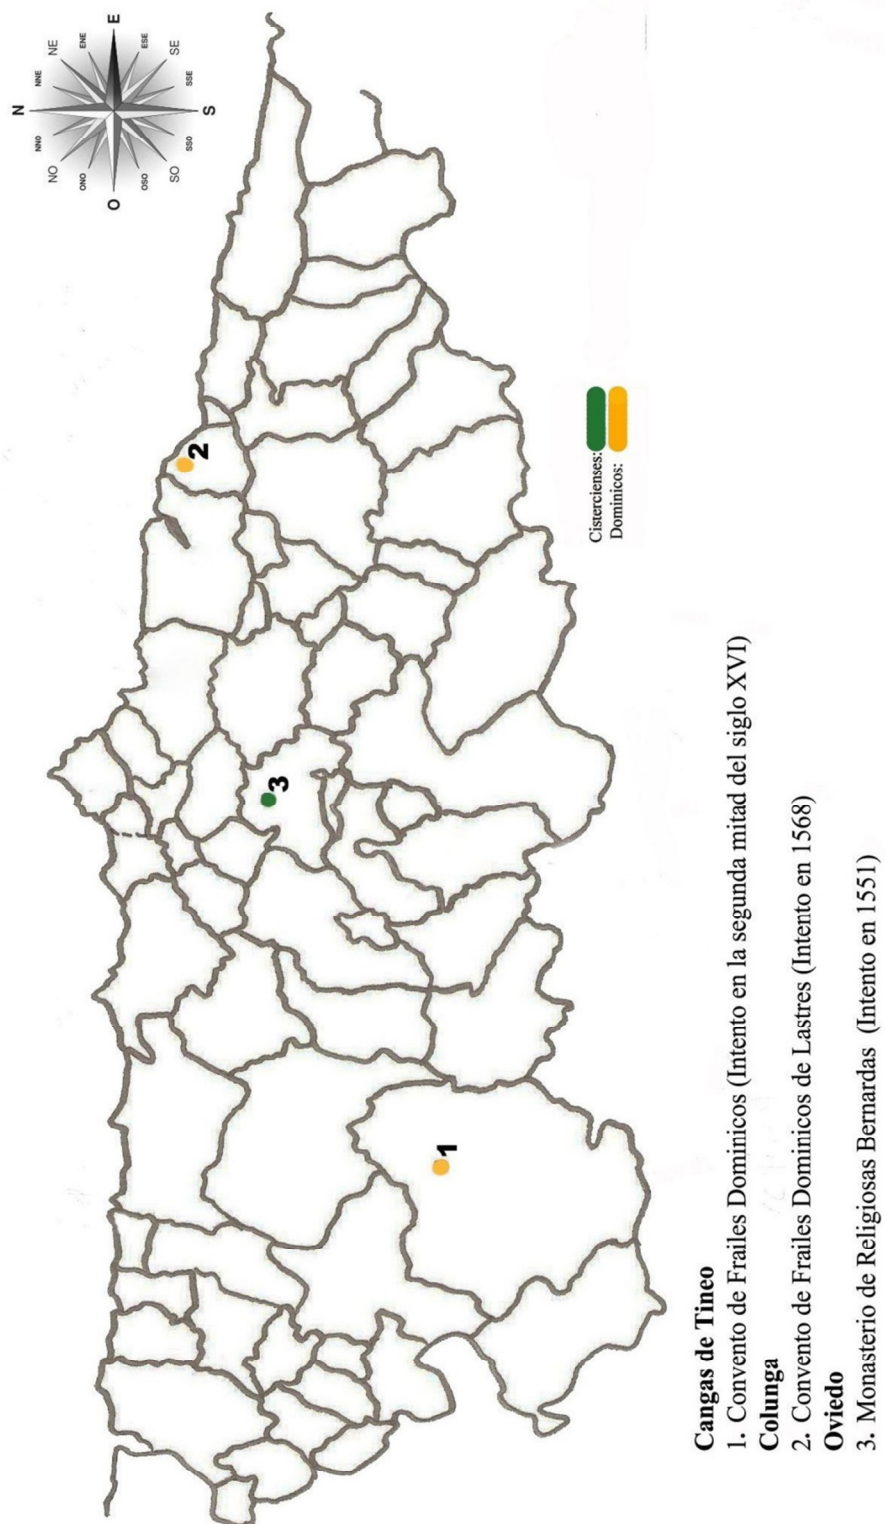 N
NNE
NE
ENE
E
ESE
SE
SSE
S
SSO
SO
OSO
O
ONO
NO
NNO
2
3
1
Cistercienses:
Dominicos:
Cangas de Tineo
1. Convento de Frailes Dominicos (Intento en la segunda mitad del siglo XVI)
Colunga
2. Convento de Frailes Dominicos de Lastres (Intento en 1568)
Oviedo
3. Monasterio de Religiosas Bernardas (Intento en 1551)